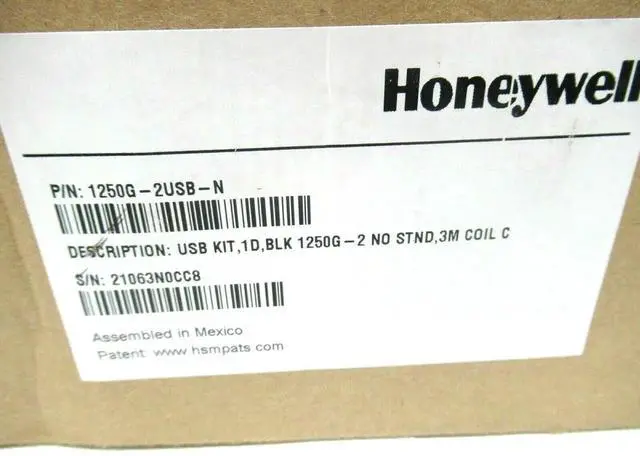 Honeywell
P/N: 1250G-2USB-N
DESCRIPTION: USB KIT,1D,BLK 1250G-2 NO STND,3M COIL C
S/N: 21063N0CC8
Assembled in Mexico
Patent: www.hsmpats.com